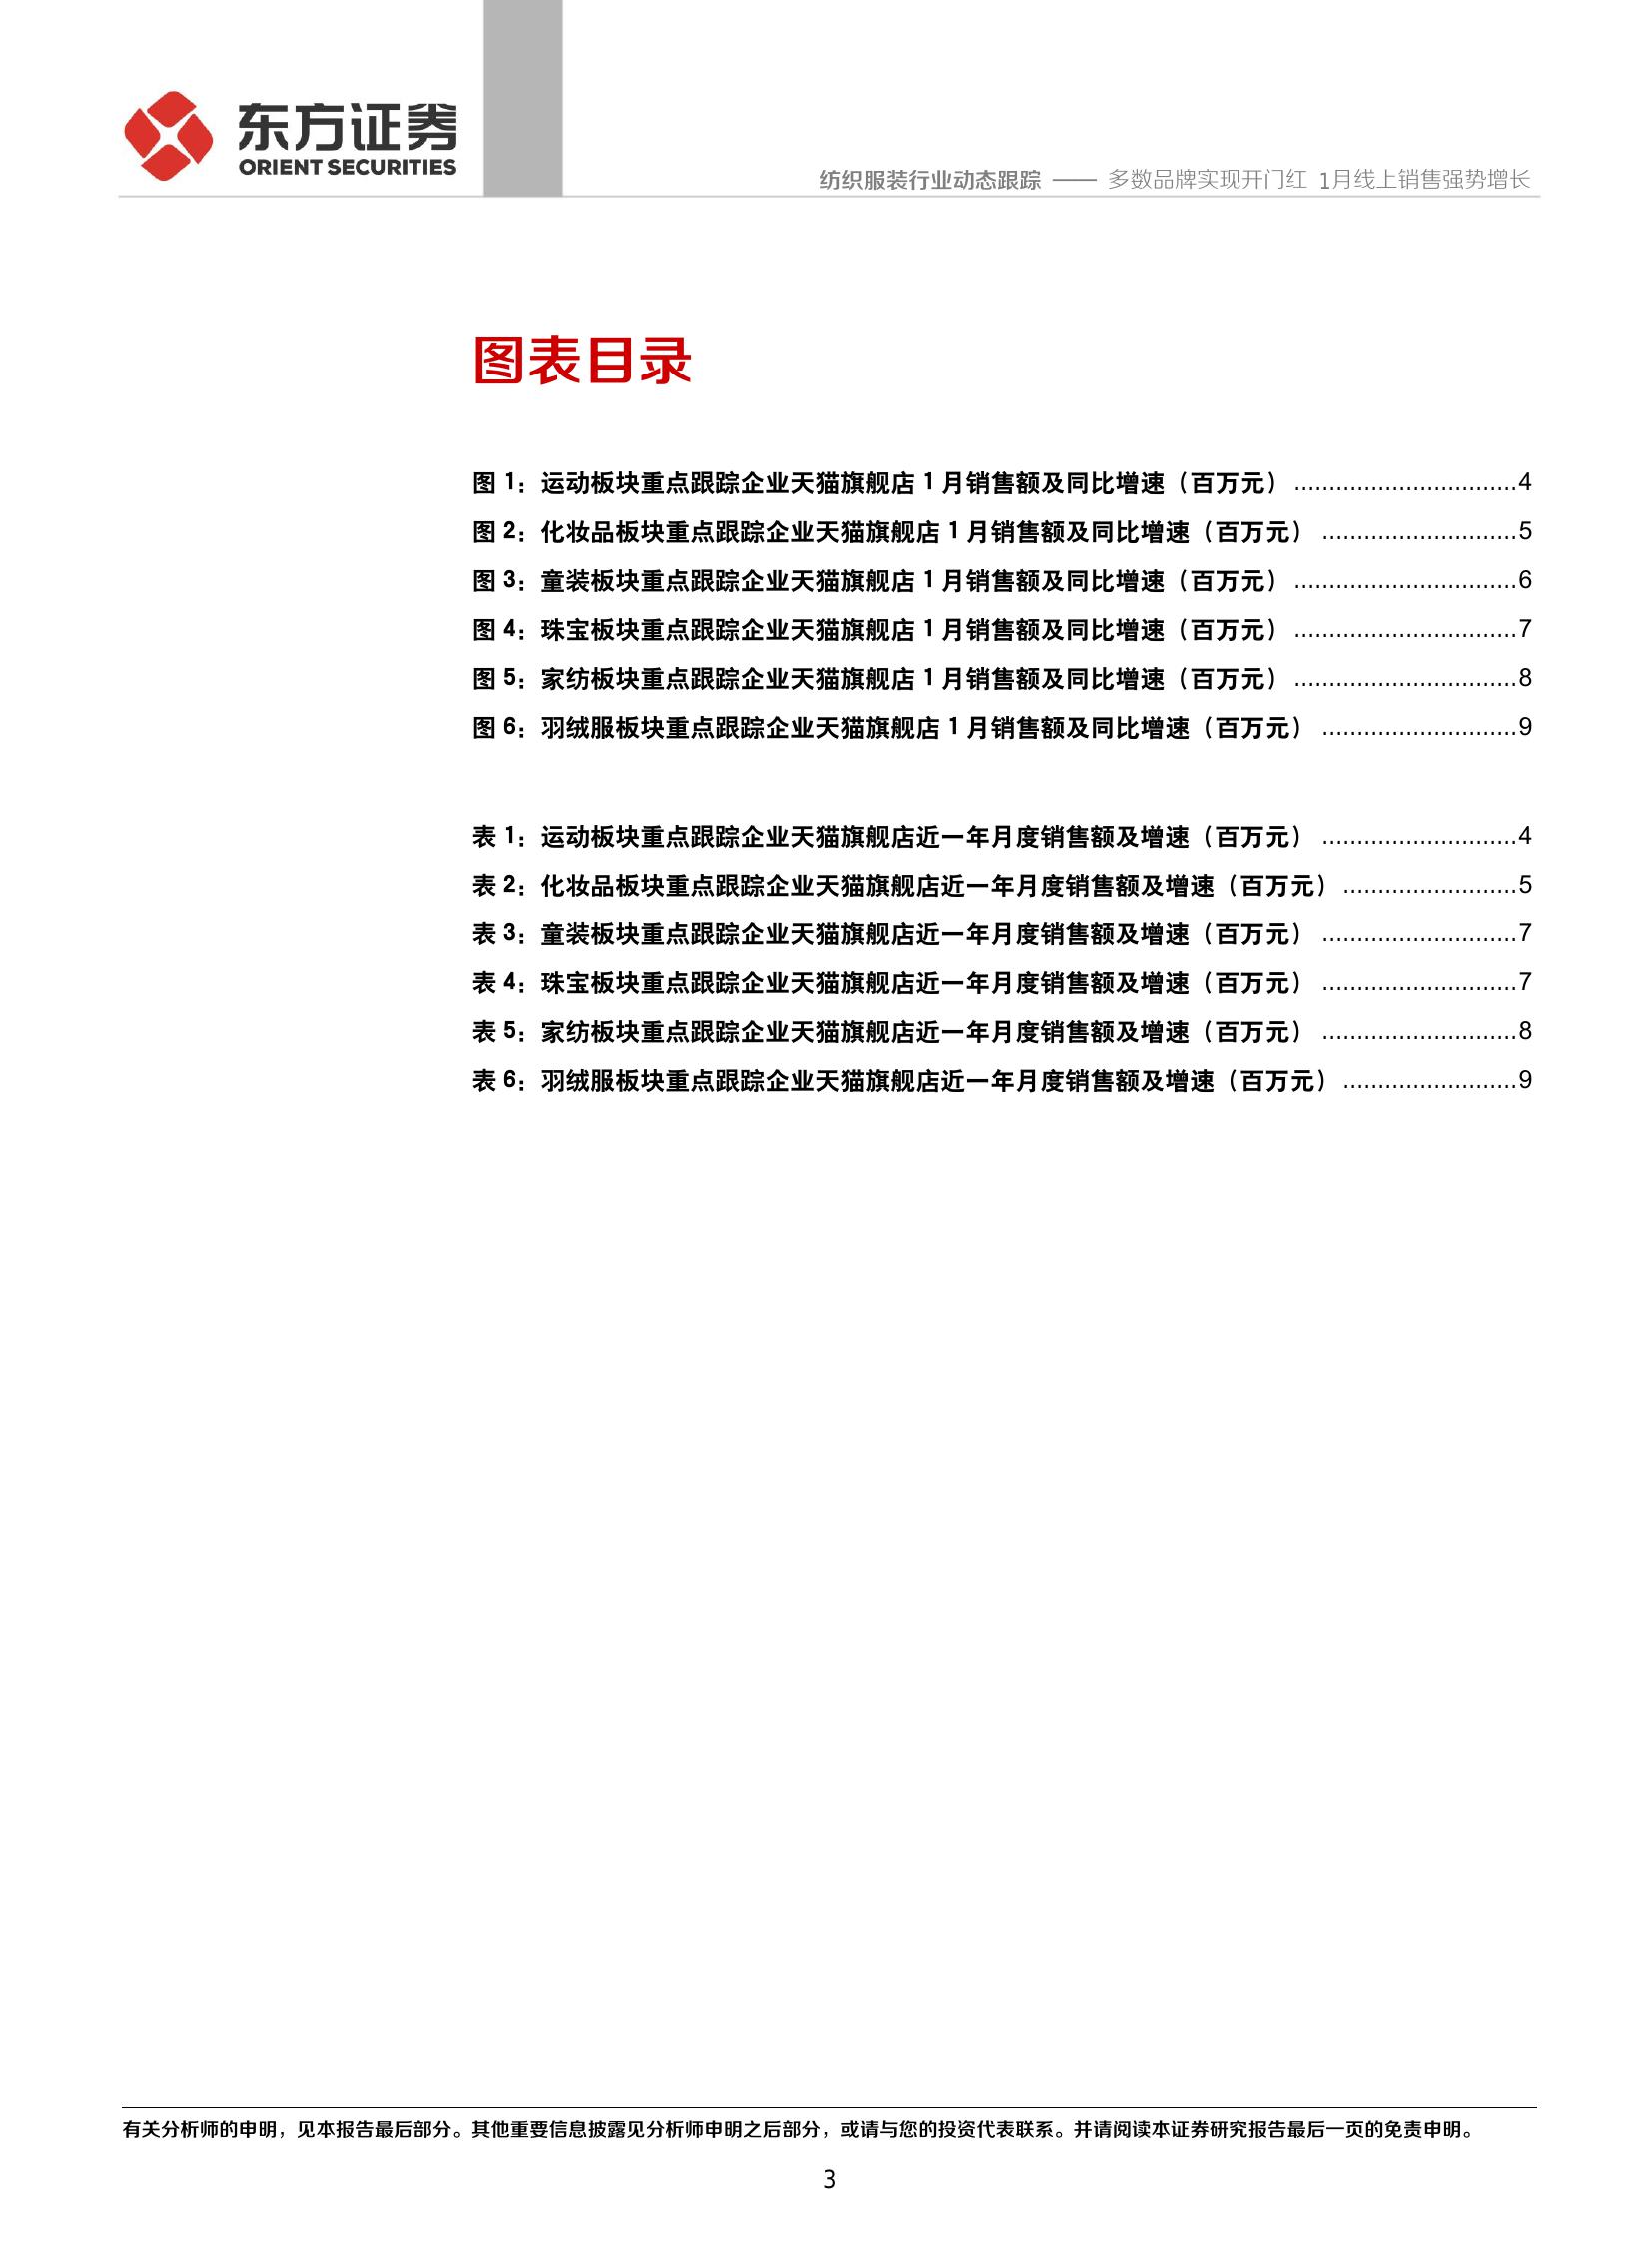 东方证券
ORIENT SECURITIES
纺织服装行业动态跟踪 —— 多数品牌实现开门红 1月线上销售强势增长
图表目录
图 1：运动板块重点跟踪企业天猫旗舰店 1 月销售额及同比增速（百万元）................................4
图 2：化妆品板块重点跟踪企业天猫旗舰店 1 月销售额及同比增速（百万元）............................5
图 3：童装板块重点跟踪企业天猫旗舰店 1 月销售额及同比增速（百万元）................................6
图 4：珠宝板块重点跟踪企业天猫旗舰店 1 月销售额及同比增速（百万元）................................7
图 5：家纺板块重点跟踪企业天猫旗舰店 1 月销售额及同比增速（百万元）................................8
图 6：羽绒服板块重点跟踪企业天猫旗舰店 1 月销售额及同比增速（百万元）............................9
表 1：运动板块重点跟踪企业天猫旗舰店近一年月度销售额及增速（百万元）............................4
表 2：化妆品板块重点跟踪企业天猫旗舰店近一年月度销售额及增速（百万元）.........................5
表 3：童装板块重点跟踪企业天猫旗舰店近一年月度销售额及增速（百万元）............................7
表 4：珠宝板块重点跟踪企业天猫旗舰店近一年月度销售额及增速（百万元）............................7
表 5：家纺板块重点跟踪企业天猫旗舰店近一年月度销售额及增速（百万元）............................8
表 6：羽绒服板块重点跟踪企业天猫旗舰店近一年月度销售额及增速（百万元）.........................9
有关分析师的申明，见本报告最后部分。其他重要信息披露见分析师申明之后部分，或请与您的投资代表联系。并请阅读本证券研究报告最后一页的免责申明。
3